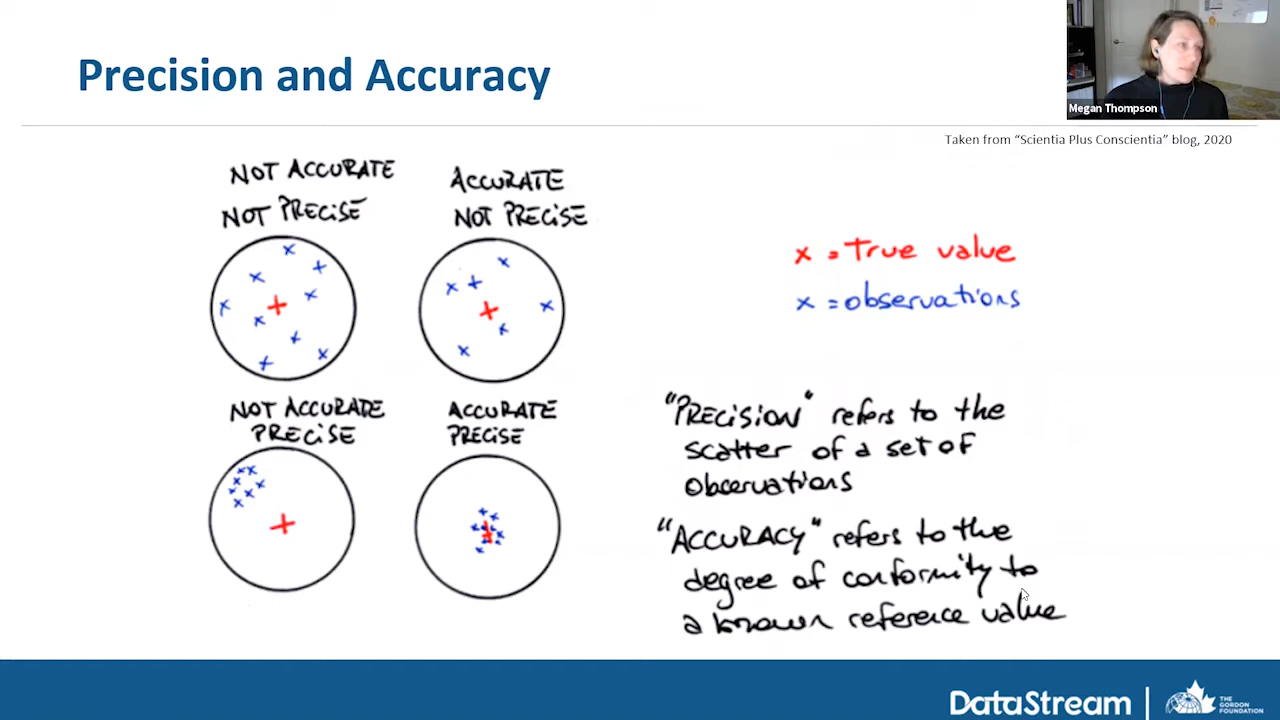 Precision and Accuracy
Megan Thompson
Taken from “Scientia Plus Conscientia” blog, 2020
NOT ACCURATE
NOT PRECISE
ACCURATE
NOT PRECISE
x = True value
x = observations
NOT ACCURATE
PRECISE
ACCURATE
PRECISE
"PRECISION" refers to the
scatter of a set of
observations
"ACCURACY" refers to the
degree of conformity to
a known reference value
DataStream
THE
GORDON
FOUNDATION